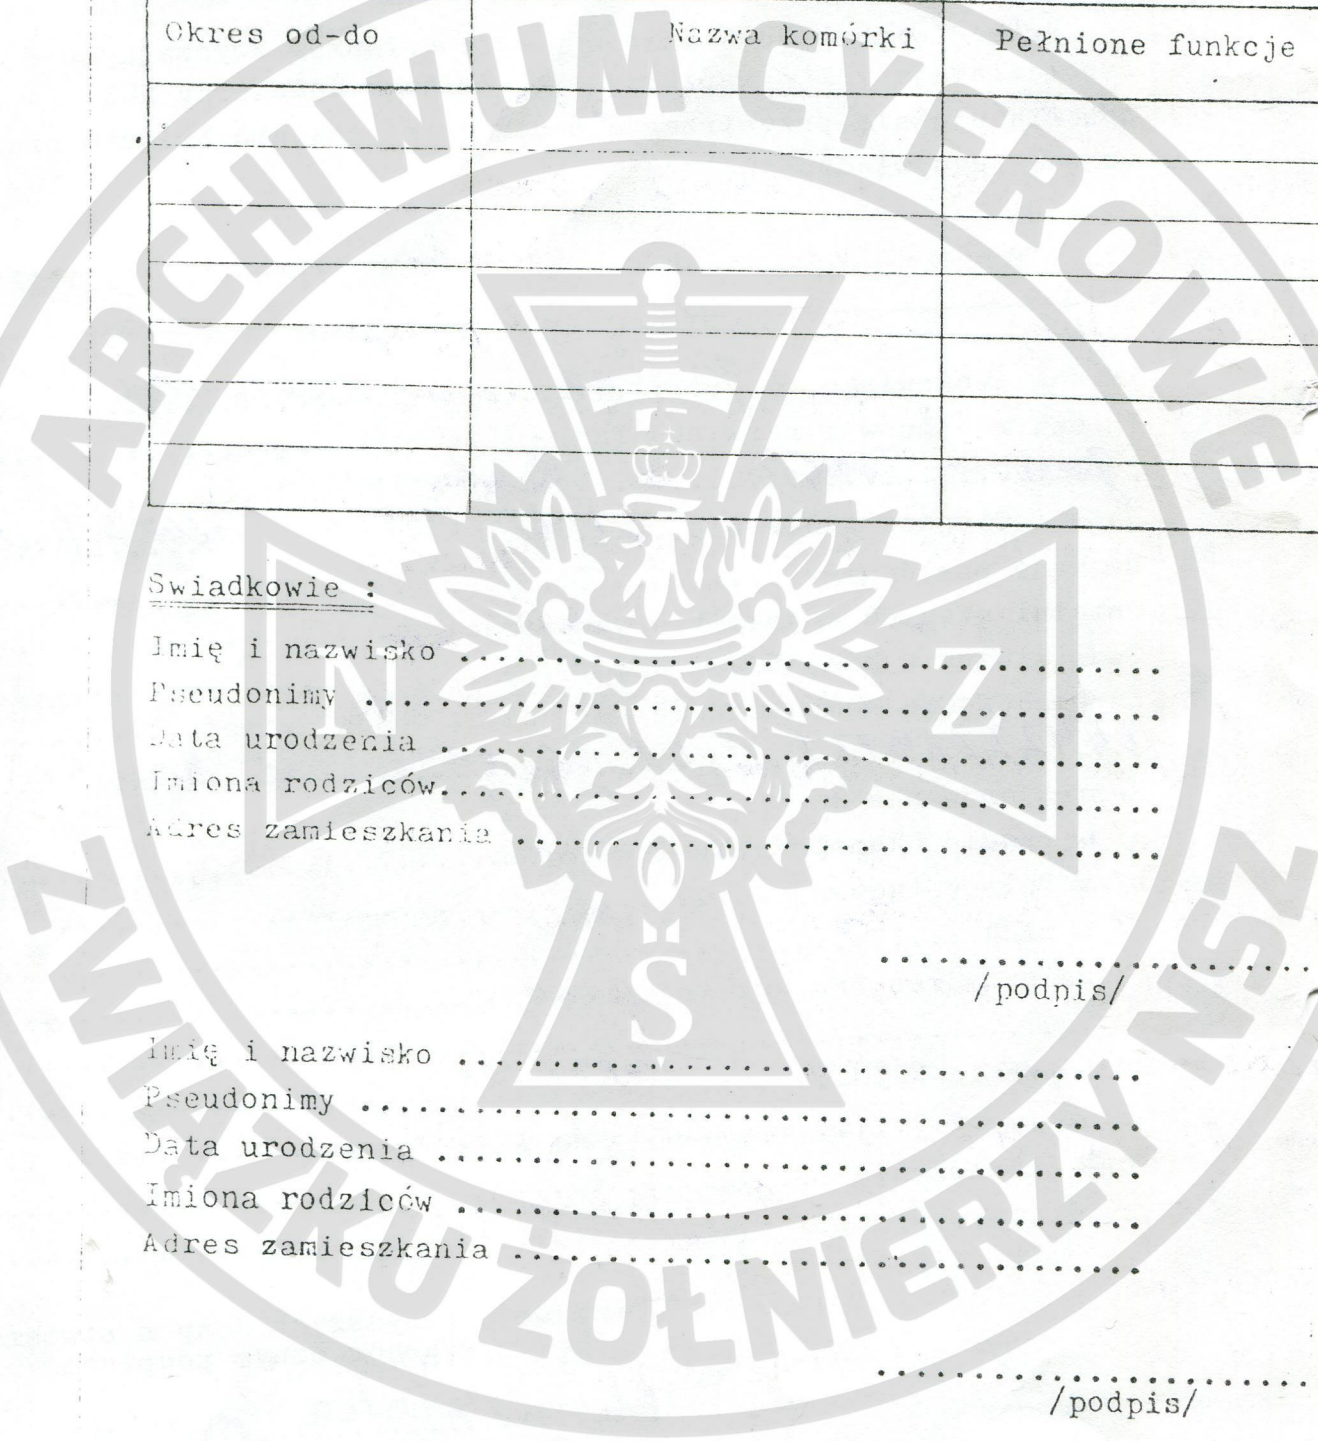 Okres od-do Nazwa komórki Pełnione funkcje
Swiadkowie :
Imię i nazwisko ....................................
Pseudonimy .........................................
Data urodzenia .....................................
Imiona rodziców.....................................
Adres zamieszkania .................................
.......................
/podpis/
Imię i nazwisko ...................................
Pseudonimy ........................................
Data urodzenia ....................................
Imiona rodziców ...................................
Adres zamieszkania ................................
.......................
/podpis/
ARCHIWUM CYFROWE
ZWIĄZKU ŻOŁNIERZY NSZ
N Z
S